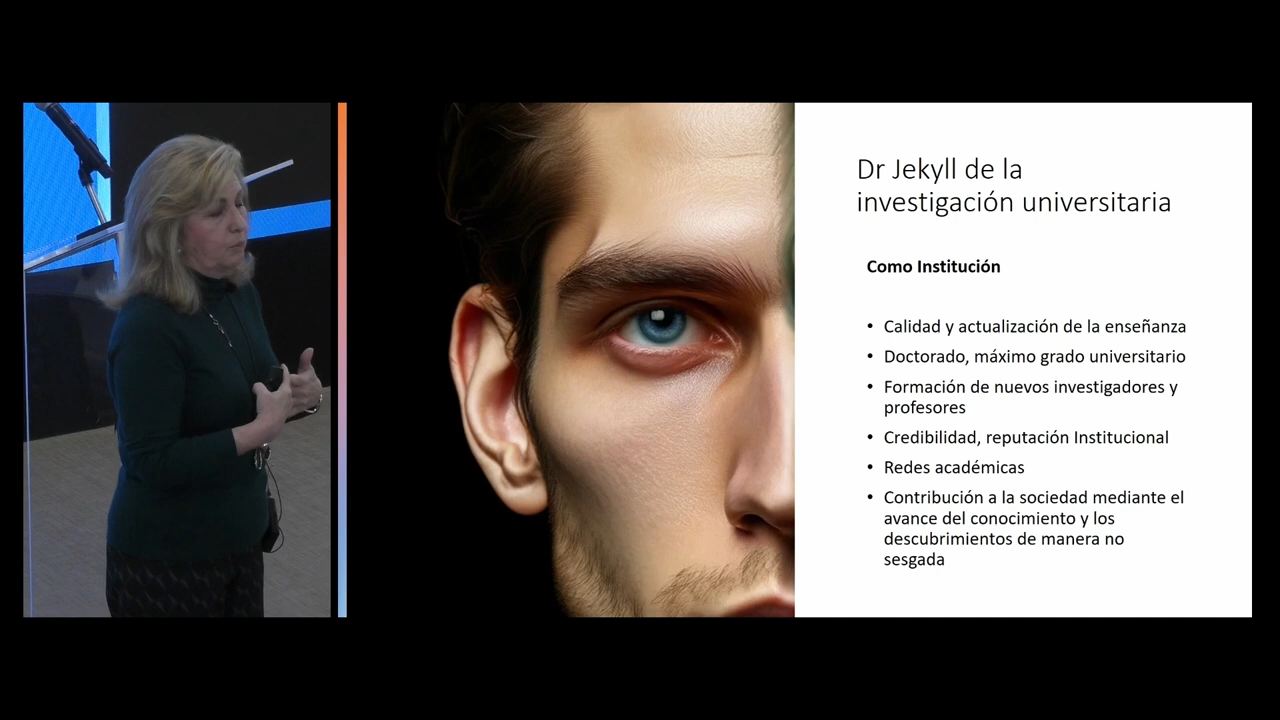 Dr Jekyll de la
investigación universitaria
Como Institución
• Calidad y actualización de la enseñanza
• Doctorado, máximo grado universitario
• Formación de nuevos investigadores y
profesores
• Credibilidad, reputación Institucional
• Redes académicas
• Contribución a la sociedad mediante el
avance del conocimiento y los
descubrimientos de manera no
sesgada